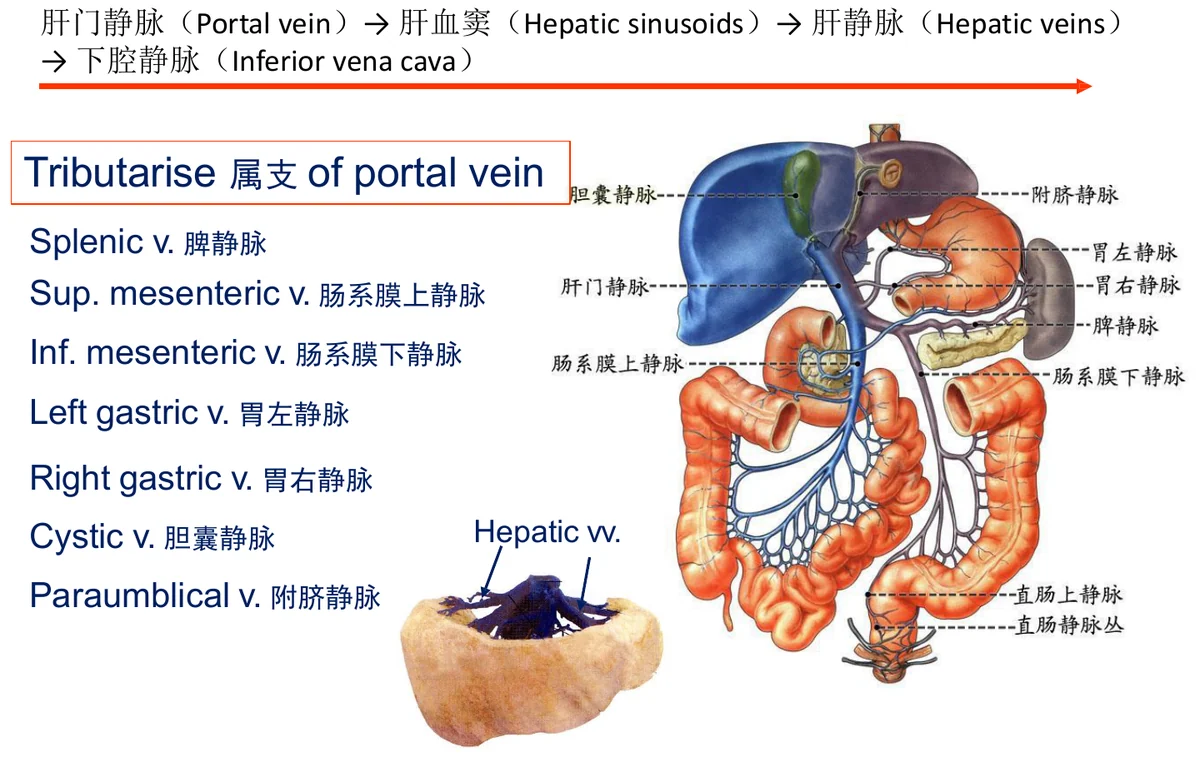 肝门静脉（Portal vein）→ 肝血窦（Hepatic sinusoids）→ 肝静脉（Hepatic veins）
→ 下腔静脉（Inferior vena cava）
Tributarise 属支 of portal vein
Splenic v. 脾静脉
Sup. mesenteric v. 肠系膜上静脉
Inf. mesenteric v. 肠系膜下静脉
Left gastric v. 胃左静脉
Right gastric v. 胃右静脉
Cystic v. 胆囊静脉
Paraumblical v. 附脐静脉
Hepatic vv.
胆囊静脉
附脐静脉
胃左静脉
肝门静脉
胃右静脉
脾静脉
肠系膜上静脉
肠系膜下静脉
直肠上静脉
直肠静脉丛